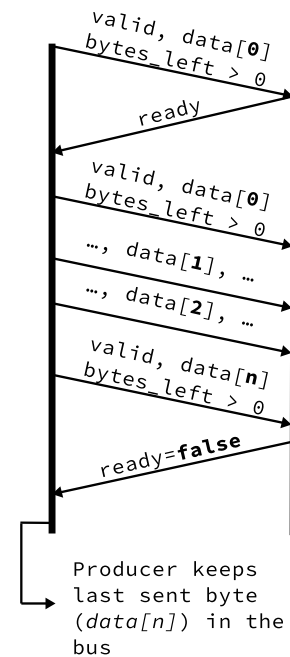 valid, data[0]
bytes_left > 0
ready
valid, data[0]
bytes_left > 0
…, data[1], …
…, data[2], …
valid, data[n]
bytes_left > 0
ready=false
Producer keeps
last sent byte
(data[n]) in the
bus